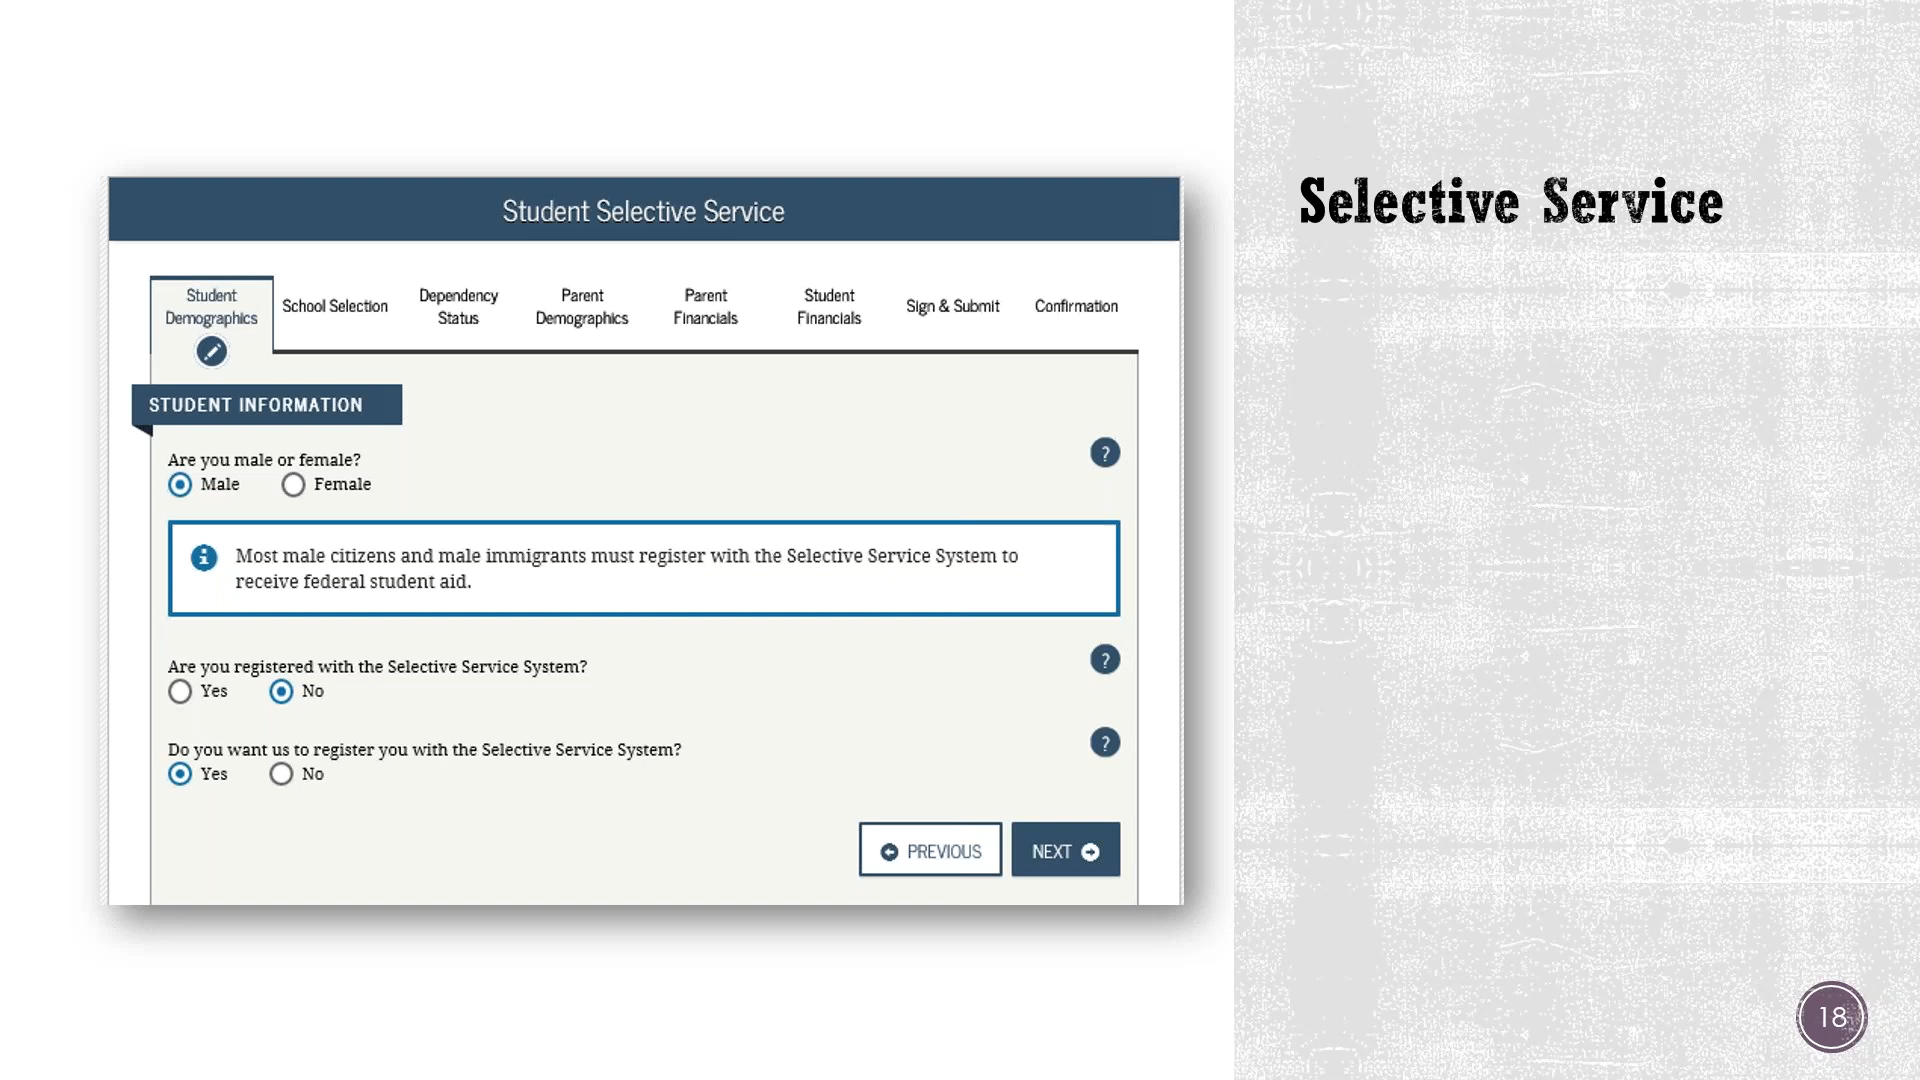 Student Selective Service
Student
Demographics
School Selection
Dependency
Status
Parent
Demographics
Parent
Financials
Student
Financials
Sign & Submit
Confirmation
STUDENT INFORMATION
Are you male or female?
?
Male Female
i
Most male citizens and male immigrants must register with the Selective Service System to
receive federal student aid.
Are you registered with the Selective Service System?
?
Yes No
Do you want us to register you with the Selective Service System?
?
Yes No
PREVIOUS NEXT
Selective Service
18